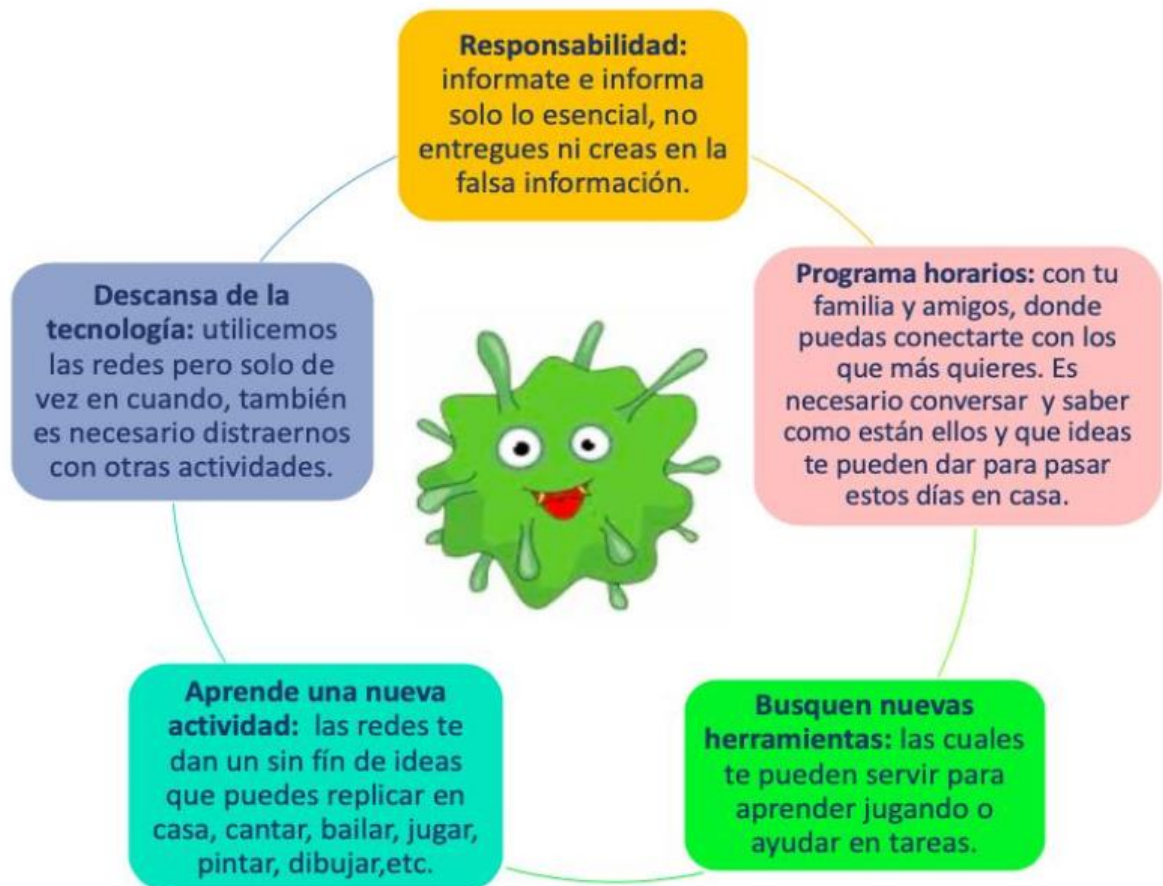 Responsabilidad:
informate e informa
solo lo esencial, no
entregues ni creas en la
falsa información.
Programa horarios: con tu
familia y amigos, donde
puedas conectarte con los
que más quieres. Es
necesario conversar y saber
como están ellos y que ideas
te pueden dar para pasar
estos días en casa.
Busquen nuevas
herramientas: las cuales
te pueden servir para
aprender jugando o
ayudar en tareas.
Aprende una nueva
actividad: las redes te
dan un sin fín de ideas
que puedes replicar en
casa, cantar, bailar, jugar,
pintar, dibujar,etc.
Descansa de la
tecnología: utilicemos
las redes pero solo de
vez en cuando, también
es necesario distraernos
con otras actividades.